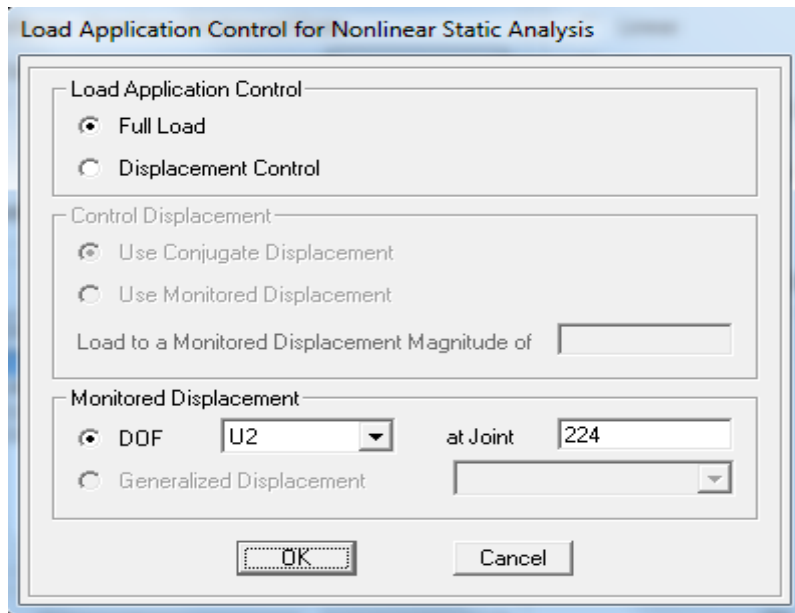 Load Application Control for Nonlinear Static Analysis
Load Application Control
Full Load
Displacement Control
Control Displacement
Use Conjugate Displacement
Use Monitored Displacement
Load to a Monitored Displacement Magnitude of
Monitored Displacement
DOF U2 at Joint 224
Generalized Displacement
OK Cancel